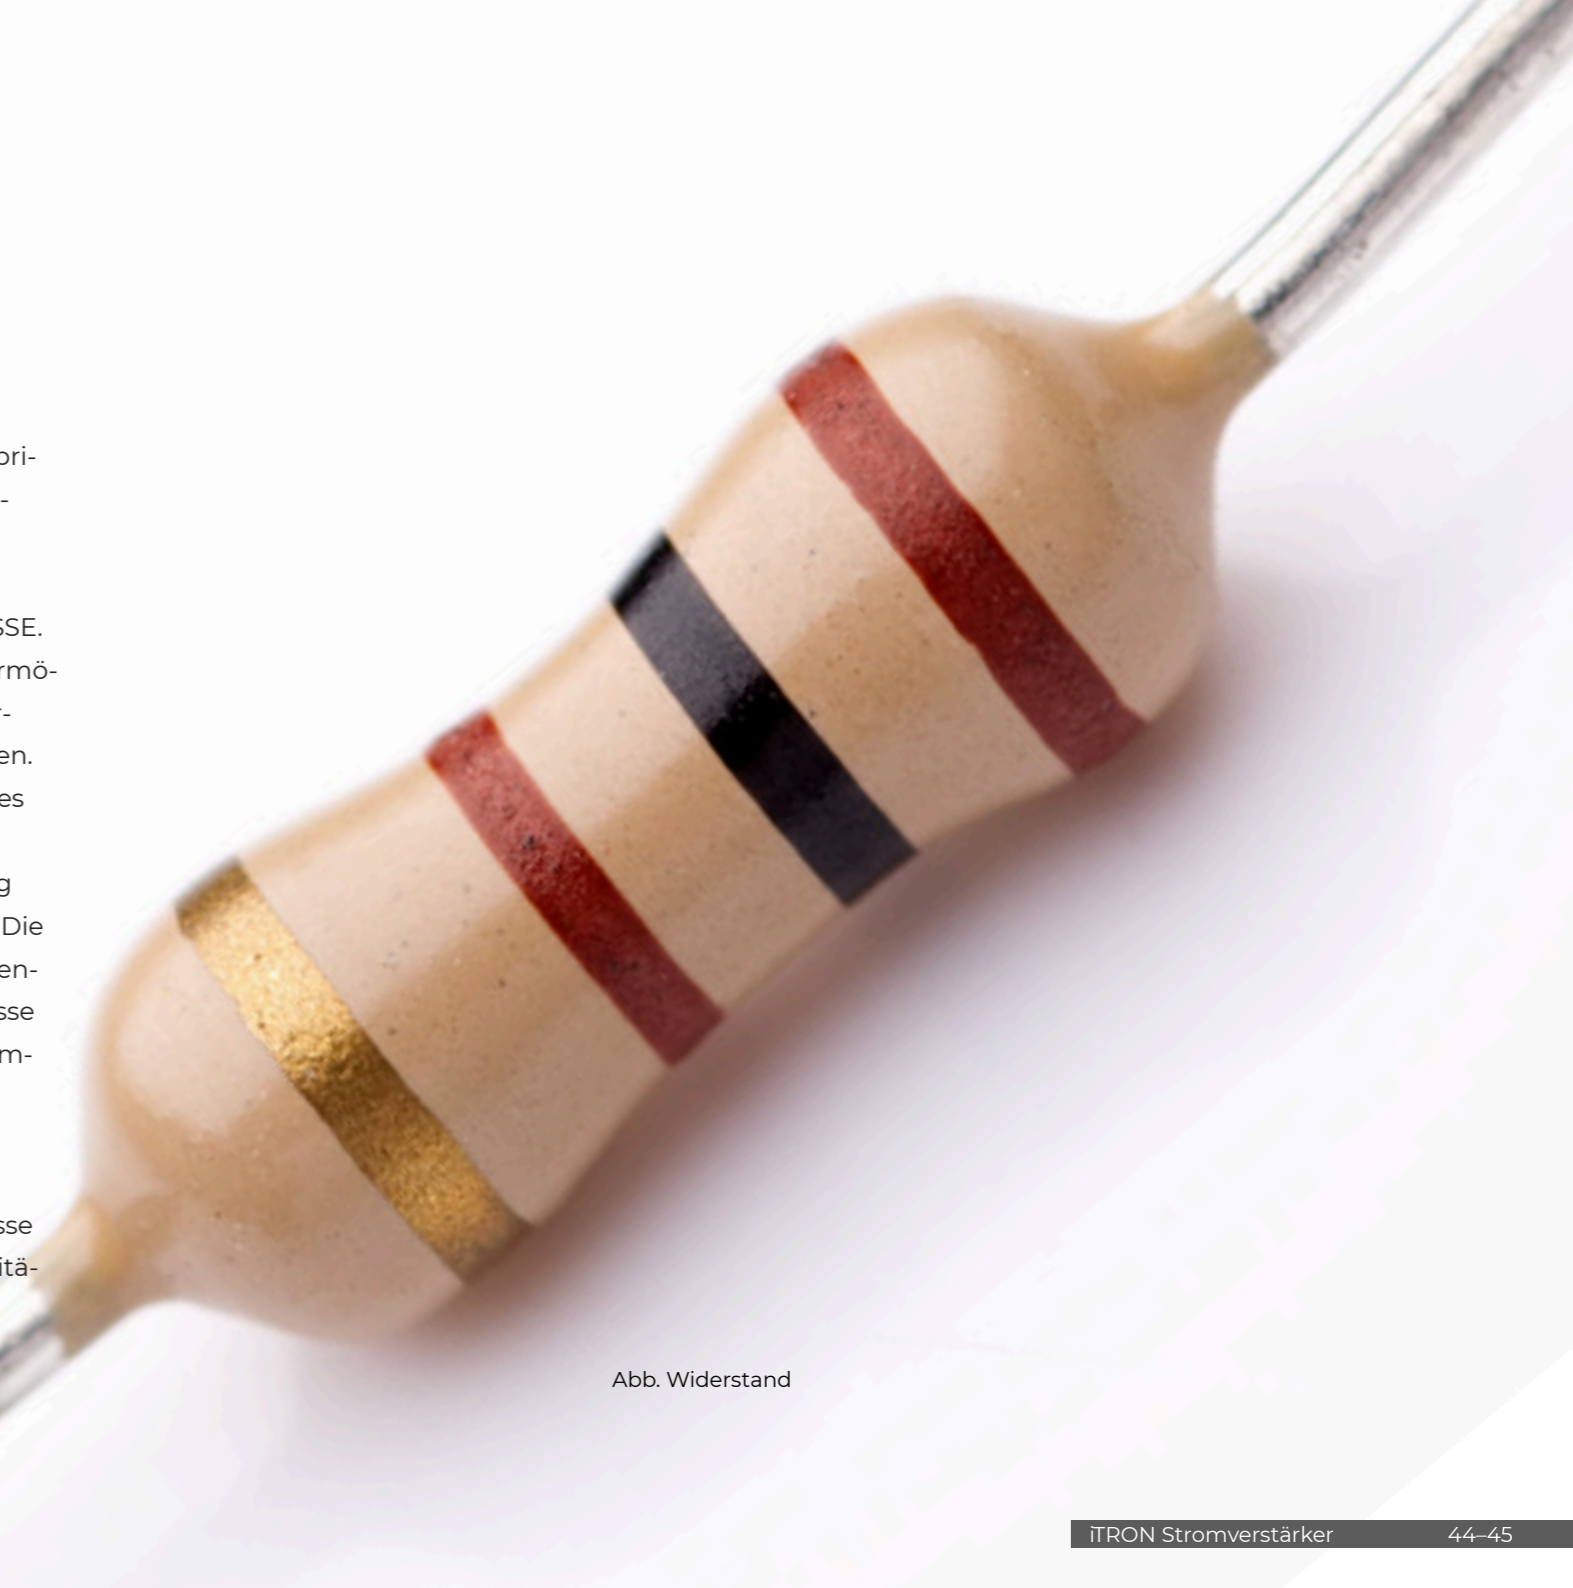 ori-
-
SSE.
rmö-
r-
en.
es
g
Die
en-
sse
m-
sse
itä-
Abb. Widerstand
iTRON Stromverstärker 44–45